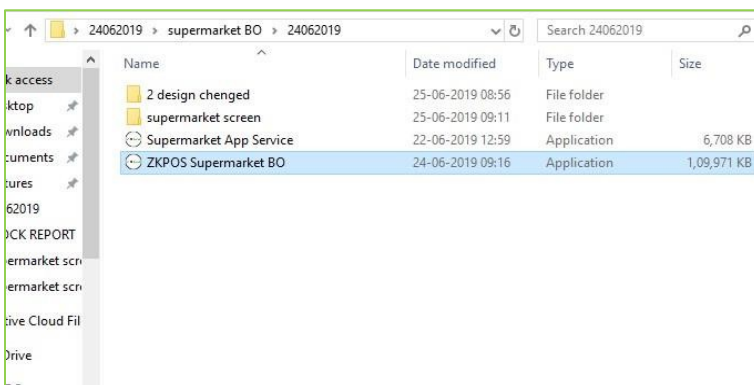 24062019 > supermarket BO > 24062019
Search 24062019
Name Date modified Type Size
k access
ktop
wnloads
cuments
tures
62019
OCK REPORT
ermarket scr
ermarket scr
tive Cloud Fil
Drive
2 design chenged 25-06-2019 08:56 File folder
supermarket screen 25-06-2019 09:11 File folder
Supermarket App Service 22-06-2019 12:59 Application 6,708 KB
ZKPOS Supermarket BO 24-06-2019 09:16 Application 1,09,971 KB